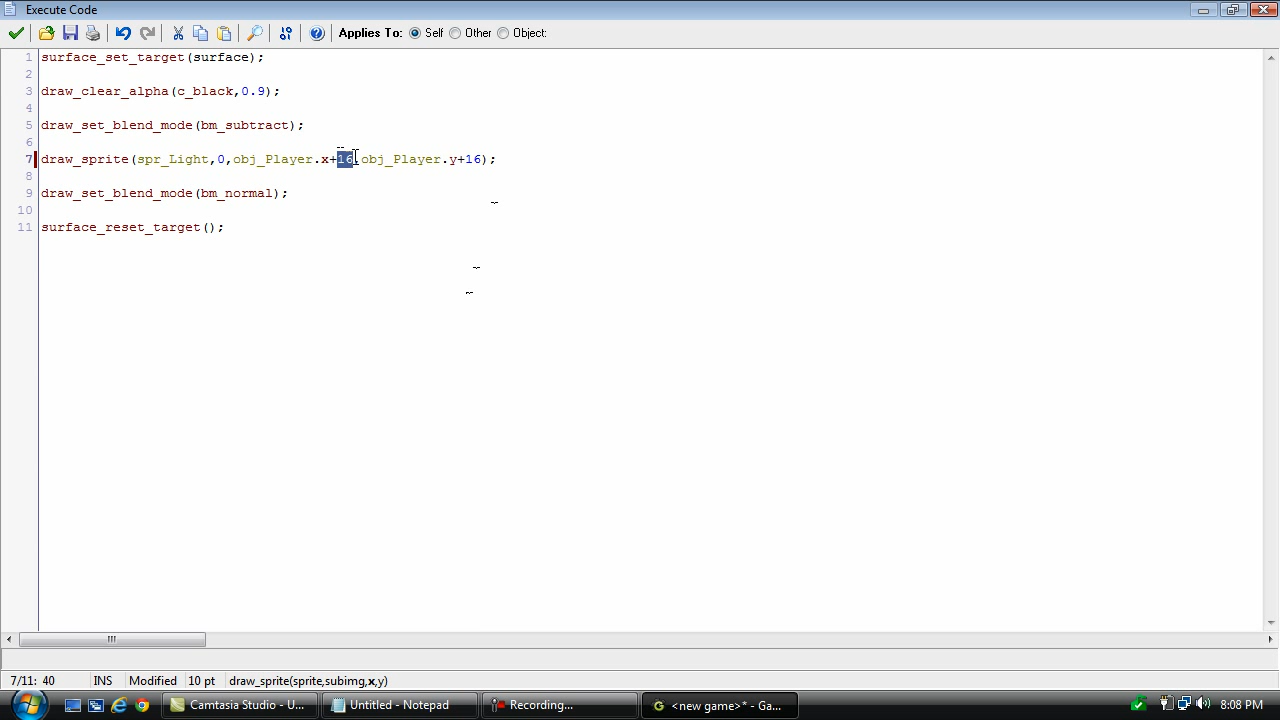 Execute Code
Applies To: Self Other Object:
1 surface_set_target(surface);
2
3 draw_clear_alpha(c_black,0.9);
4
5 draw_set_blend_mode(bm_subtract);
6
7 draw_sprite(spr_Light,0,obj_Player.x+16,obj_Player.y+16);
8
9 draw_set_blend_mode(bm_normal);
10
11 surface_reset_target();
7/11: 40 INS Modified 10 pt draw_sprite(sprite,subimg,x,y)
Camtasia Studio - U... Untitled - Notepad Recording... <new game>* - Ga... 8:08 PM